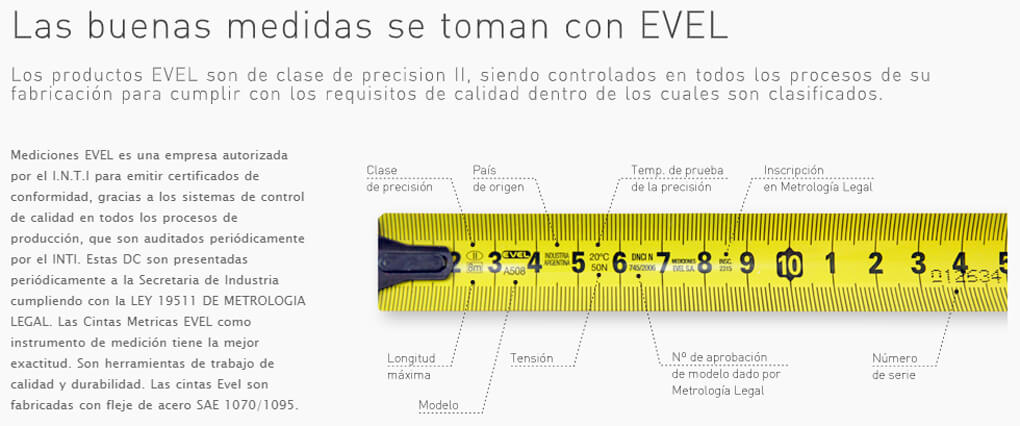 Las buenas medidas se toman con EVEL
Los productos EVEL son de clase de precision II, siendo controlados en todos los procesos de su
fabricación para cumplir con los requisitos de calidad dentro de los cuales son clasificados.
Mediciones EVEL es una empresa autorizada
por el I.N.T.I para emitir certificados de
conformidad, gracias a los sistemas de control
de calidad en todos los procesos de
producción, que son auditados periódicamente
por el INTI. Estas DC son presentadas
periódicamente a la Secretaria de Industria
cumpliendo con la LEY 19511 DE METROLOGIA
LEGAL. Las Cintas Metricas EVEL como
instrumento de medición tiene la mejor
exactitud. Son herramientas de trabajo de
calidad y durabilidad. Las cintas Evel son
fabricadas con fleje de acero SAE 1070/1095.
Clase
de precisión
País
de origen
Temp. de prueba
de la precisión
Inscripción
en Metrología Legal
2 II 8m 3 EVEL A508 4 INDUSTRIA ARGENTINA 5 20°C 50N 6 DNCI N 745/2006 7 MEDICIONES EVEL S.A. 8 INSC. 2315 9 10 1 2 3 4 5
012534
Longitud
máxima
Modelo
Tensión
Nº de aprobación
de modelo dado por
Metrología Legal
Número
de serie